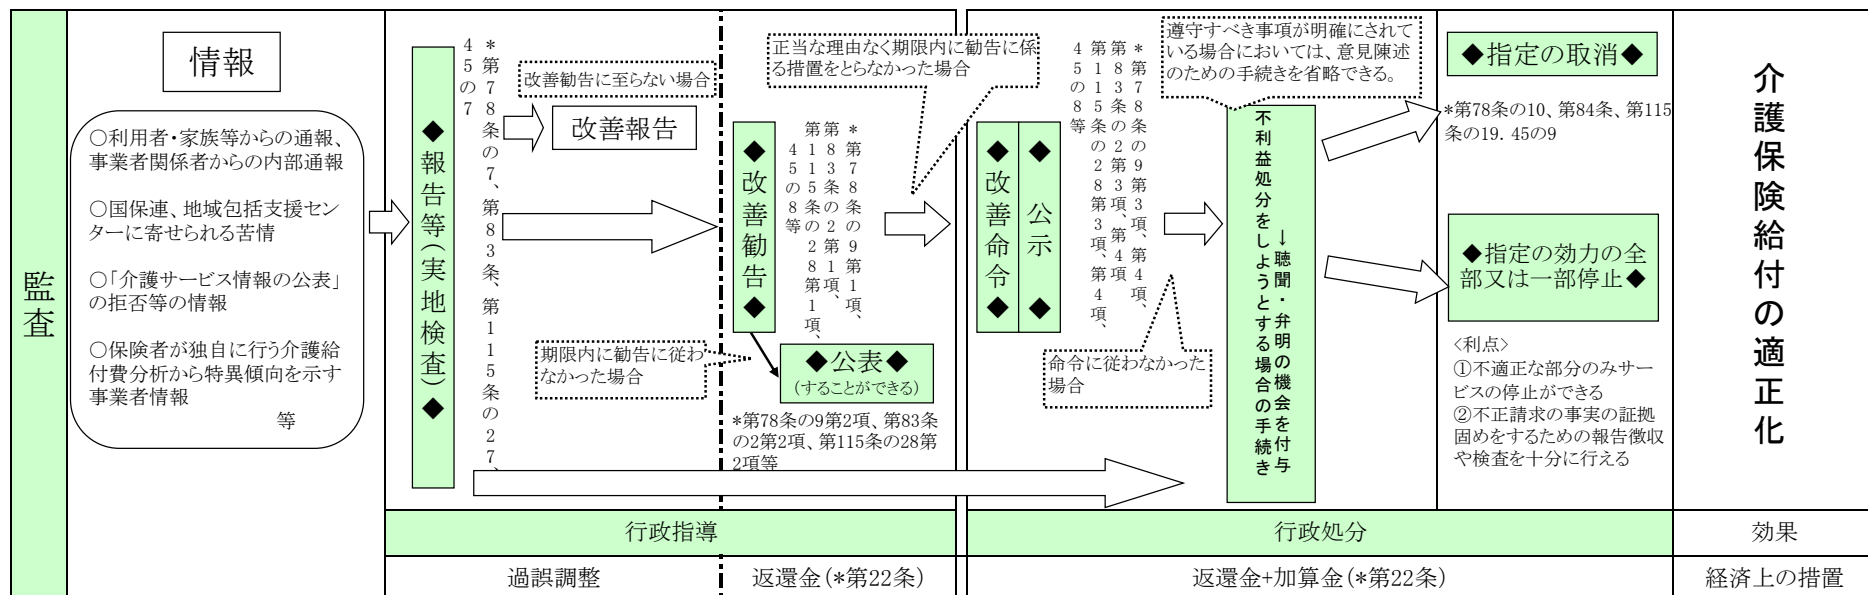 監査
情報
○利用者・家族等からの通報、
事業者関係者からの内部通報
○国保連、地域包括支援セン
ターに寄せられる苦情
○「介護サービス情報の公表」
の拒否等の情報
○保険者が独自に行う介護給
付費分析から特異傾向を示す
事業者情報
等
◆報告等(実地検査)◆
*第78条の7、第83条、第115条の27、
45の7
改善勧告に至らない場合
改善報告
◆改善勧告◆
*第78条の9第1項、
第83条の2第1項、
第115条の28第1項、
45の8等
正当な理由なく期限内に勧告に係
る措置をとらなかった場合
期限内に勧告に従わ
なかった場合
◆公表◆
(することができる)
*第78条の9第2項、第83条
の2第2項、第115条の28第
2項等
◆改善命令◆
◆公示◆
*第78条の9第3項、第4項、
第83条の2第3項、第4項
第115条の28第3項、第4項、
45の8等
命令に従わなかった
場合
遵守すべき事項が明確にされて
いる場合においては、意見陳述
のための手続きを省略できる。
不利益処分をしようとする場合の手続き
→聴聞・弁明の機会を付与
◆指定の取消◆
*第78条の10、第84条、第115
条の19．45の9
◆指定の効力の全
部又は一部停止◆
<利点>
①不適正な部分のみサー
ビスの停止ができる
②不正請求の事実の証拠
固めをするための報告徴収
や検査を十分に行える
介護保険給付の適正化
行政指導
行政処分
効果
過誤調整
返還金(*第22条)
返還金+加算金(*第22条)
経済上の措置